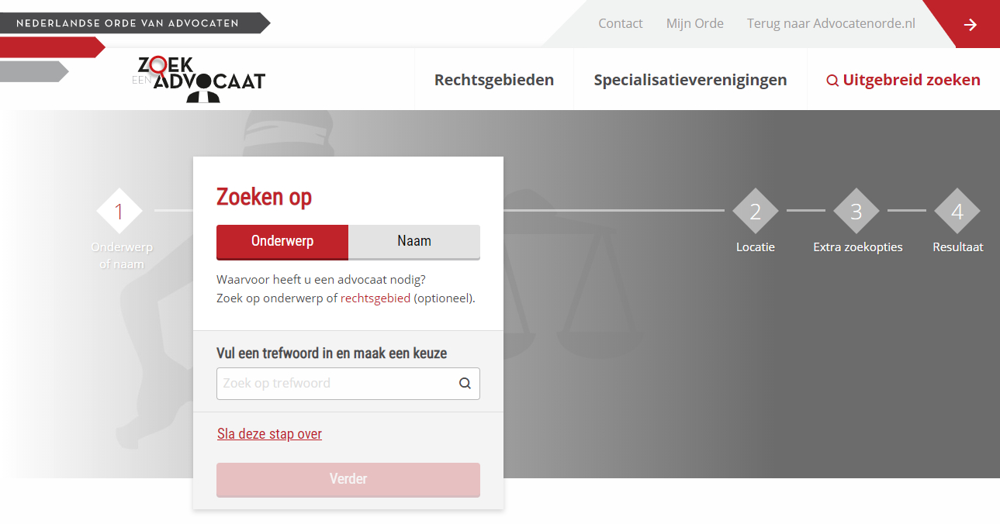 NEDERLANDSE ORDE VAN ADVOCATEN
Contact
Mijn Orde
Terug naar Advocatenorde.nl
ZOEK
EEN ADVOCAAT
Rechtsgebieden
Specialisatieverenigingen
Uitgebreid zoeken
1
Onderwerp
of naam
Zoeken op
Onderwerp
Naam
Waarvoor heeft u een advocaat nodig?
Zoek op onderwerp of rechtsgebied (optioneel).
Vul een trefwoord in en maak een keuze
Zoek op trefwoord
Sla deze stap over
Verder
2
Locatie
3
Extra zoekopties
4
Resultaat